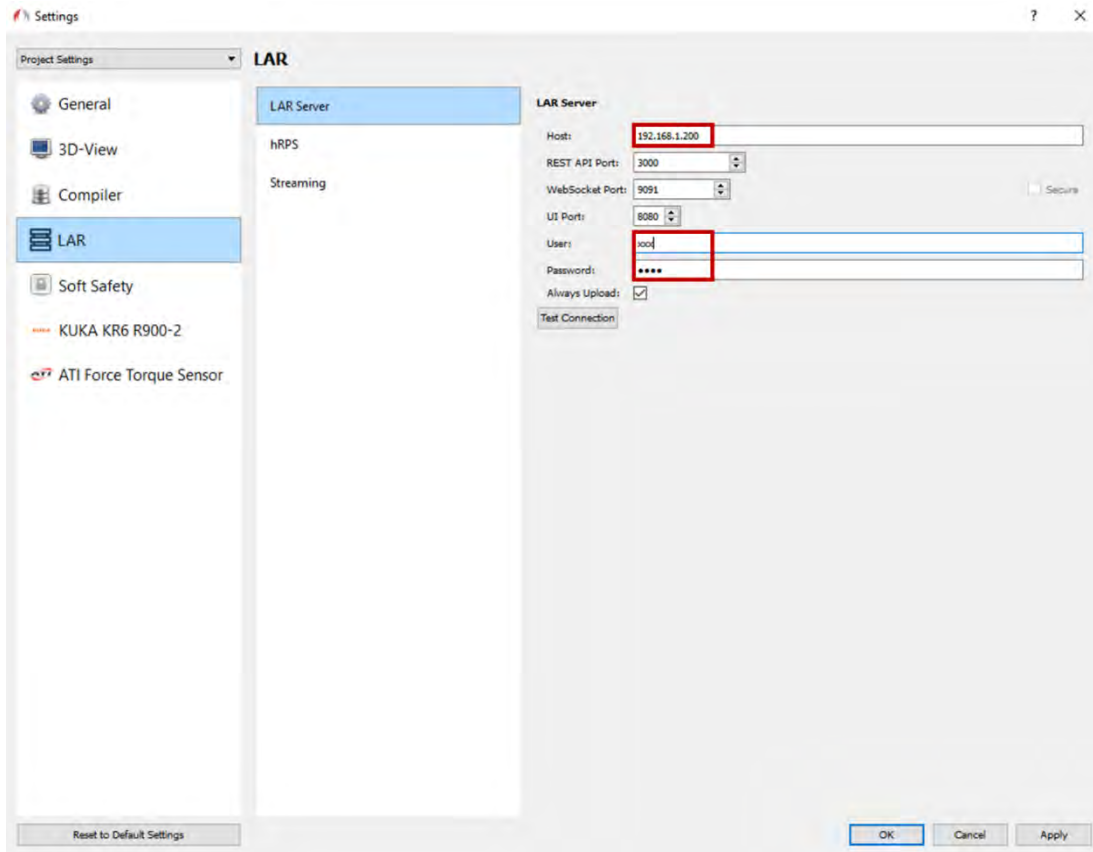 Settings
?
Project Settings
LAR
General
3D-View
Compiler
LAR
Soft Safety
KUKA KR6 R900-2
ATI Force Torque Sensor
LAR Server
hRPS
Streaming
LAR Server
Host: 192.168.1.200
REST API Port: 3000
WebSocket Port: 9091 Secure
UI Port: 8080
User:
Password: ••••
Always Upload:
Test Connection
Reset to Default Settings
OK Cancel Apply